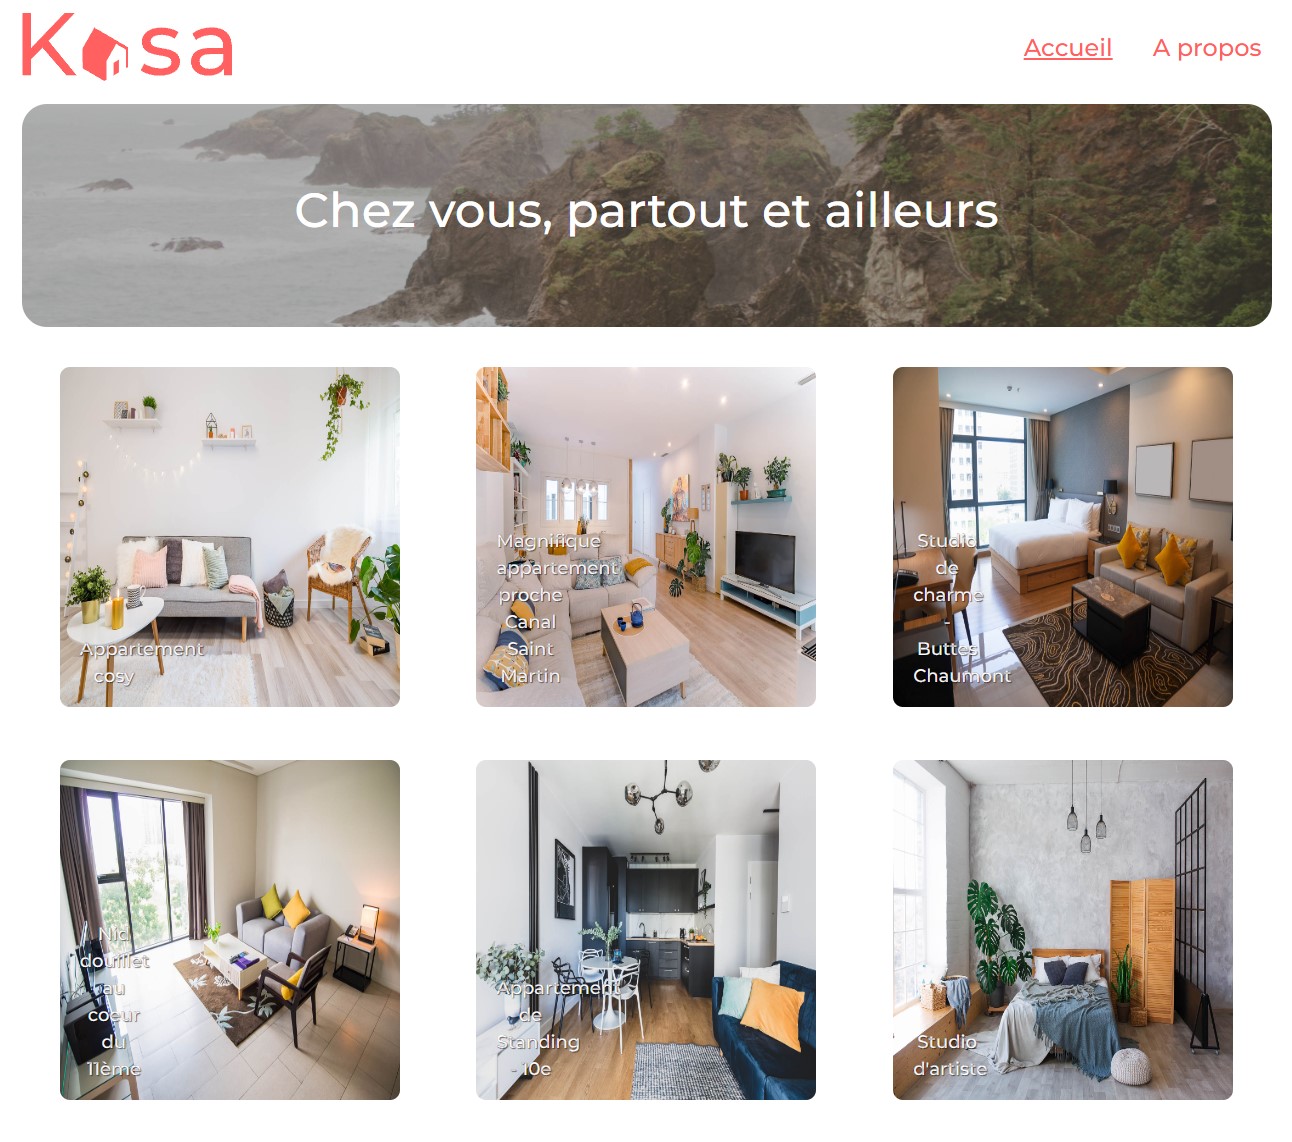 Kasa
Accueil A propos
Chez vous, partout et ailleurs
Appartement
cosy
Magnifique
appartement
proche
Canal
Saint
Martin
Studio
de
charme
-
Buttes
Chaumont
Nid
douillet
au
coeur
du
11ème
Appartement
de
Standing
- 10e
Studio
d'artiste